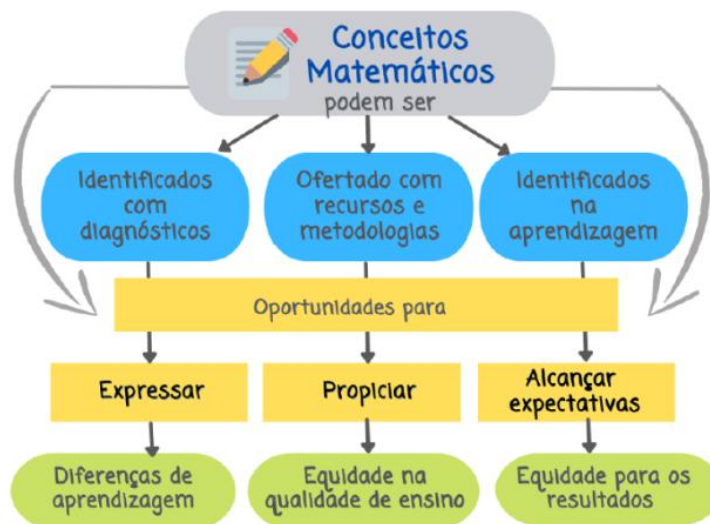 Conceitos
Matemáticos
podem ser
Identificados
com
diagnósticos
Ofertado com
recursos e
metodologias
Identificados
na
aprendizagem
Oportunidades para
Expressar
Propiciar
Alcançar
expectativas
Diferenças de
aprendizagem
Equidade na
qualidade de ensino
Equidade para os
resultados